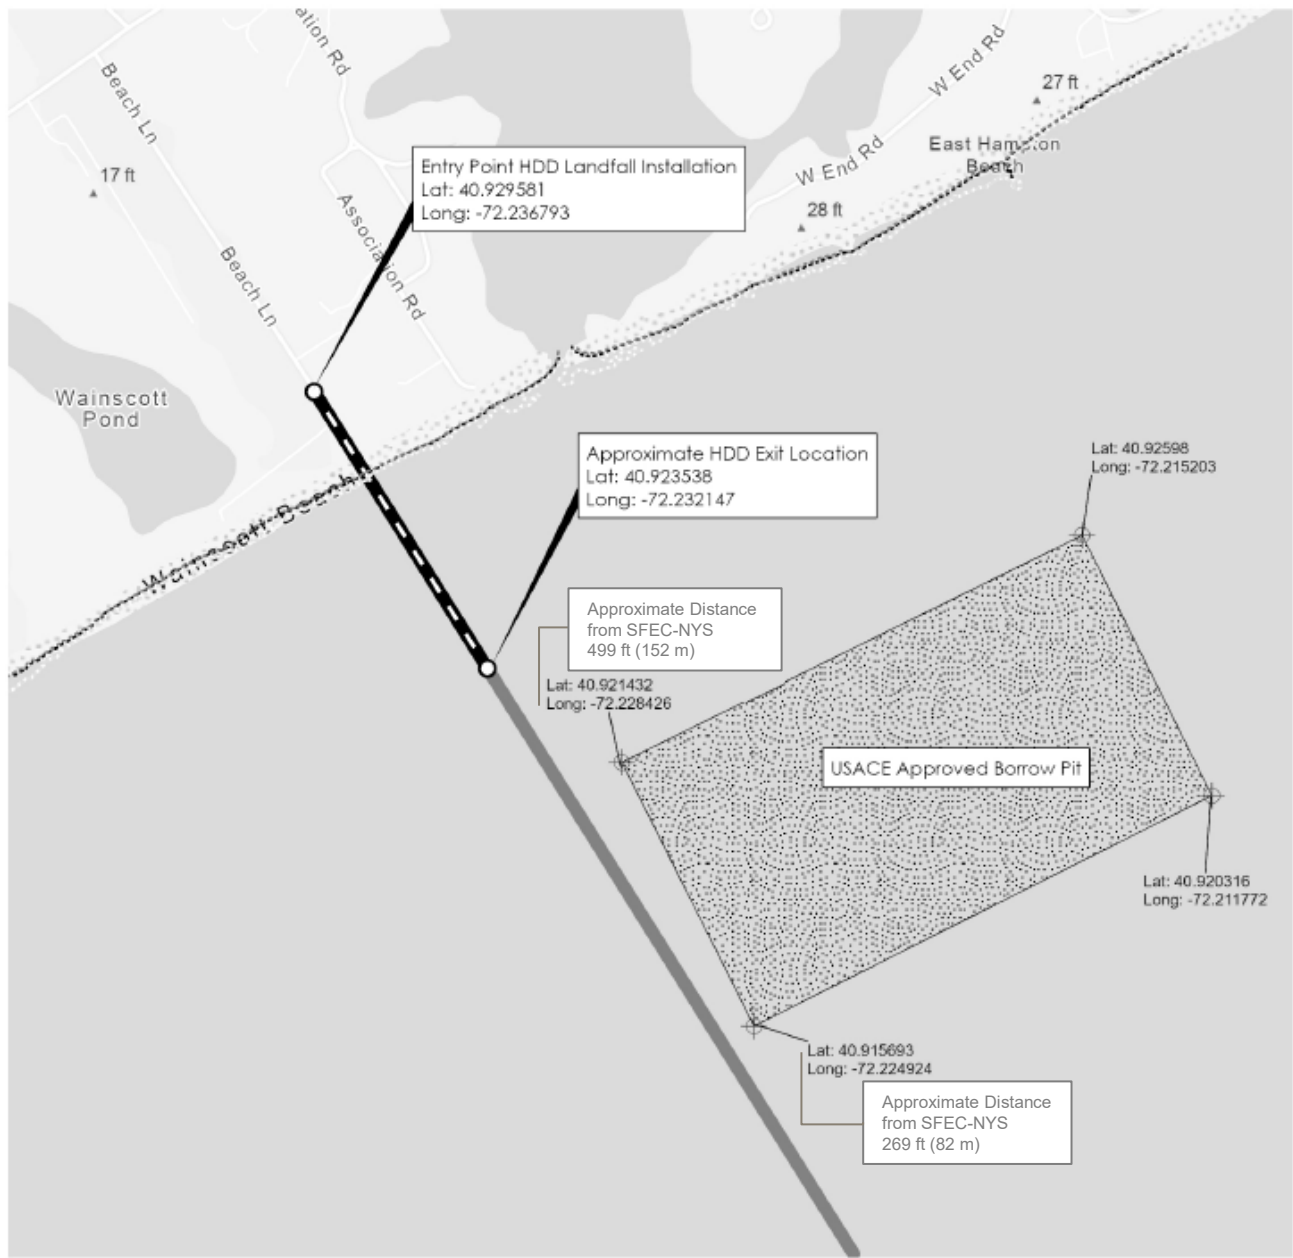 ation Rd
Beach Ln
W End Rd
27 ft
East Hampton
Beach
W End Rd
17 ft
Entry Point HDD Landfall Installation
Lat: 40.929581
Long: -72.236793
28 ft
Association Rd
Beach Ln
Wainscott
Pond
Approximate HDD Exit Location
Lat: 40.923538
Long: -72.232147
Lat: 40.92598
Long: -72.215203
Wainscott Beach
Approximate Distance
from SFEC-NYS
499 ft (152 m)
Lat: 40.921432
Long: -72.228426
USACE Approved Borrow Pit
Lat: 40.920316
Long: -72.211772
Lat: 40.915693
Long: -72.224924
Approximate Distance
from SFEC-NYS
269 ft (82 m)